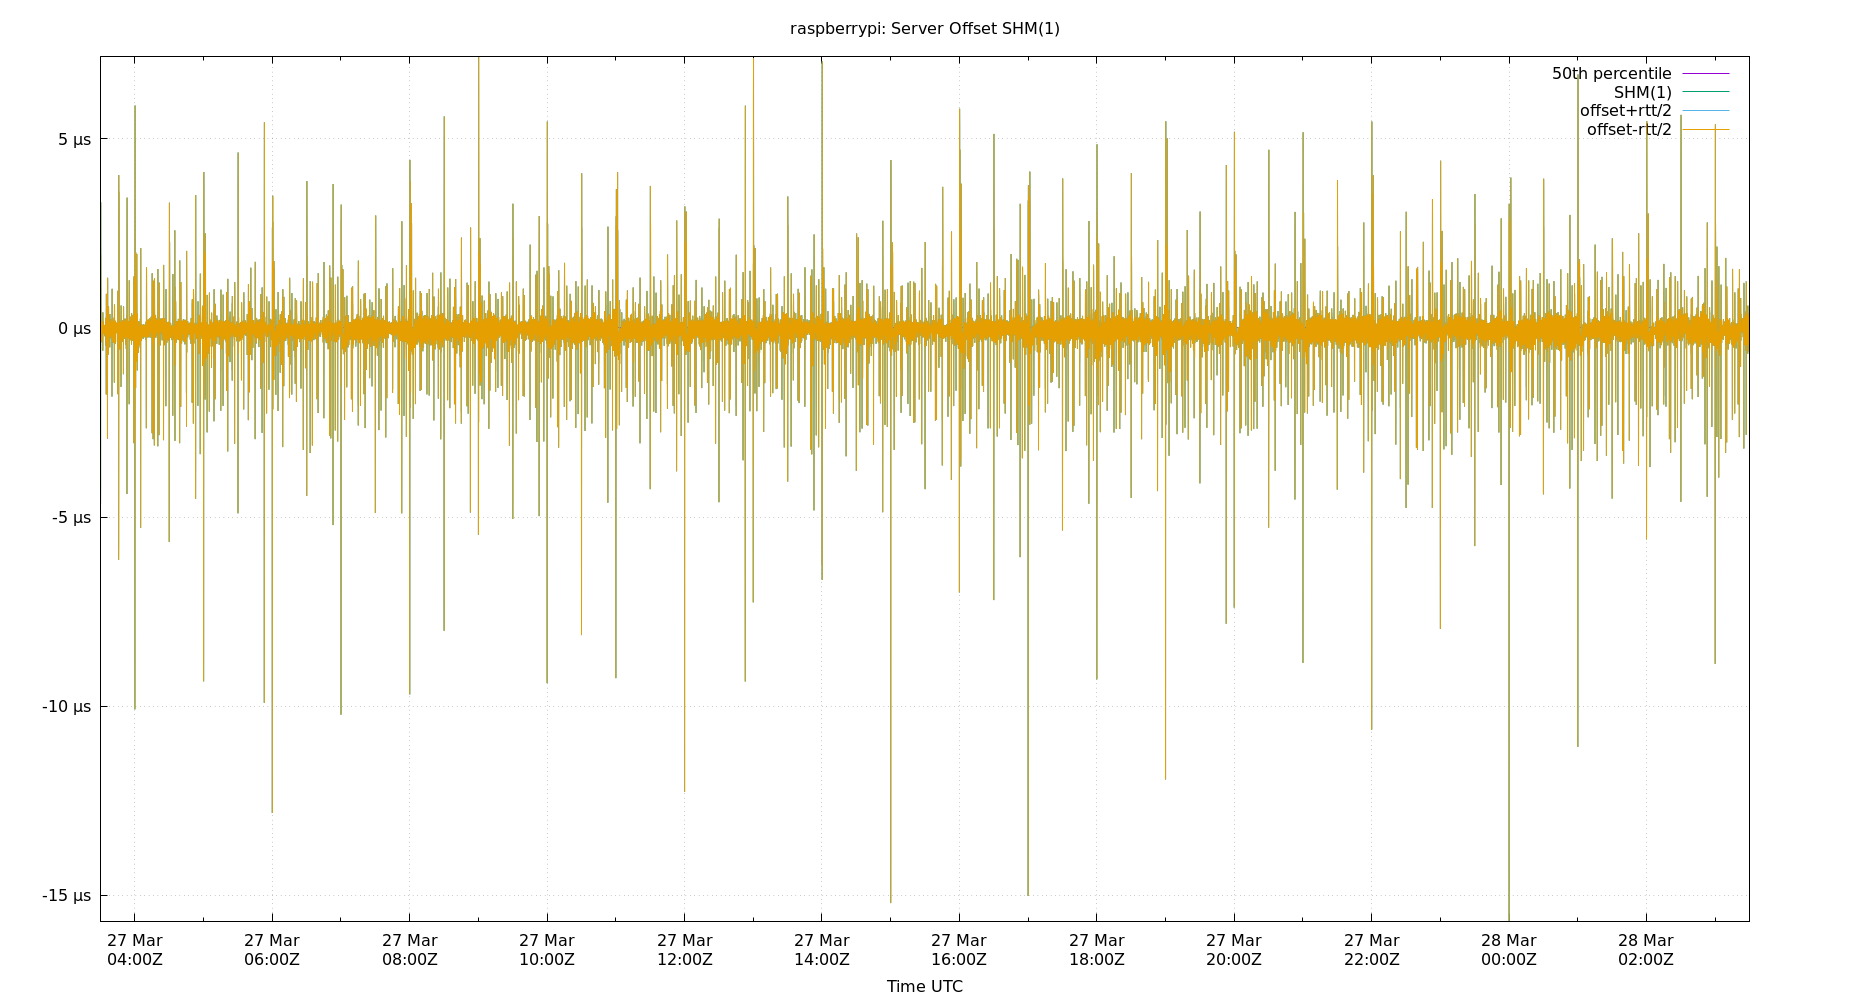 raspberrypi: Server Offset SHM(1)
50th percentile
SHM(1)
offset+rtt/2
offset-rtt/2
5 µs
0 µs
-5 µs
-10 µs
-15 µs
27 Mar 27 Mar 27 Mar 27 Mar 27 Mar 27 Mar 27 Mar 27 Mar 27 Mar 27 Mar 28 Mar 28 Mar
04:00Z 06:00Z 08:00Z 10:00Z 12:00Z 14:00Z 16:00Z 18:00Z 20:00Z 22:00Z 00:00Z 02:00Z
Time UTC